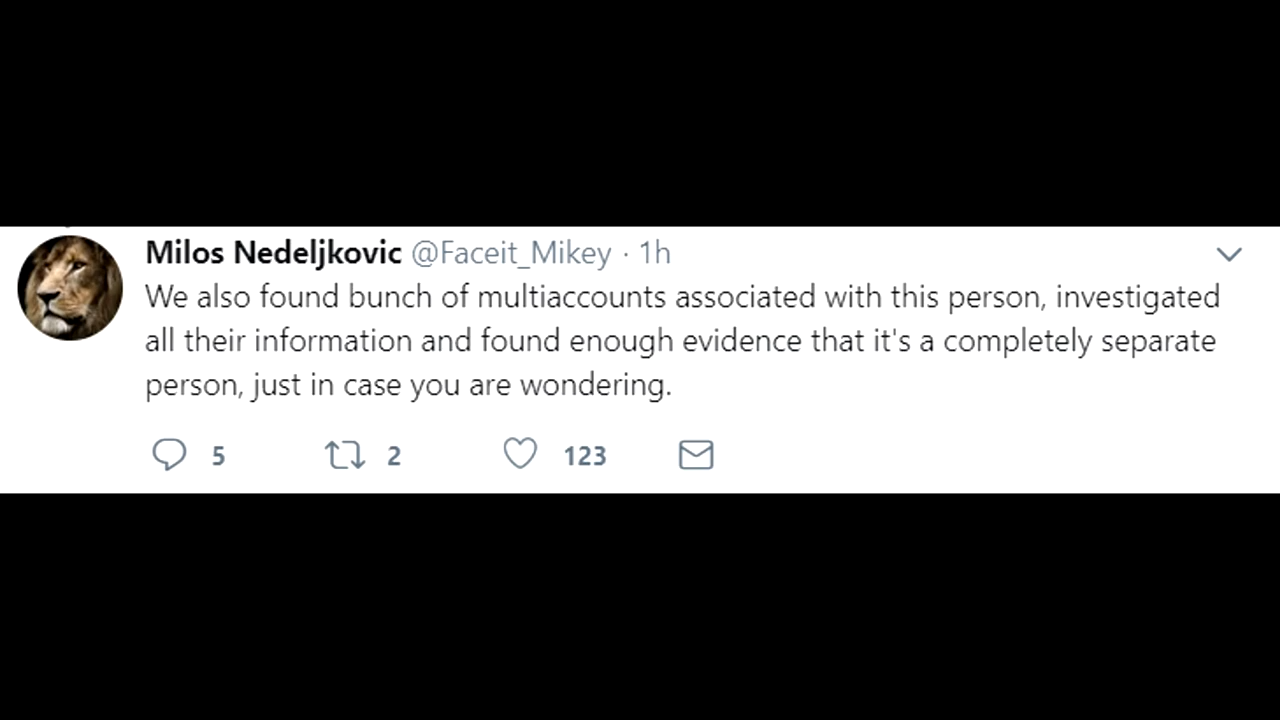 Milos Nedeljkovic @Faceit_Mikey · 1h
We also found bunch of multiaccounts associated with this person, investigated
all their information and found enough evidence that it's a completely separate
person, just in case you are wondering.
5 2 123